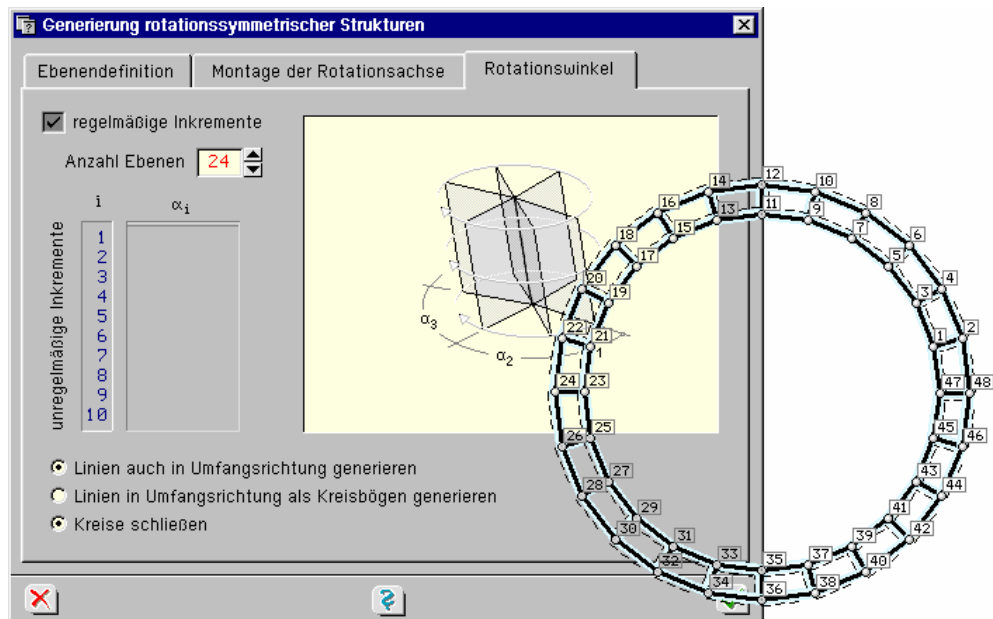 Generierung rotationssymmetrischer Strukturen
Ebenendefinition
Montage der Rotationsachse
Rotationswinkel
regelmäßige Inkremente
Anzahl Ebenen 24
i αi
unregelmäßige Inkremente
1
2
3
4
5
6
7
8
9
10
α3
α2
1
Linien auch in Umfangsrichtung generieren
Linien in Umfangsrichtung als Kreisbögen generieren
Kreise schließen
14 12 10
16 13 11 9 8
18 15 7 6
17 5
20 19 3 4
22 21 1 2
24 23 47 48
26 25 45 46
27 43
28 29 41 44
30 31 39 42
32 33 35 37 40
34 36 38